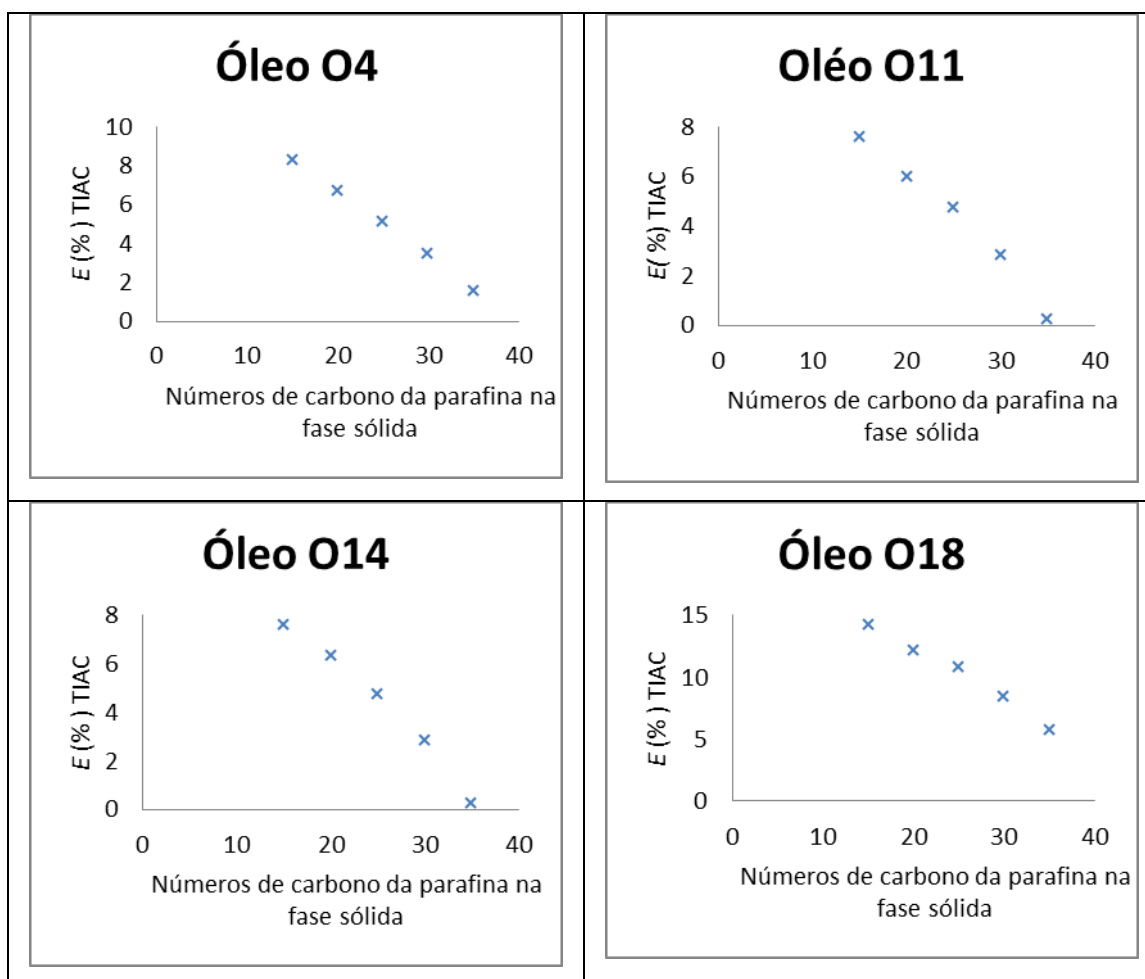 Óleo O4
10
8
6
4
2
0
E (% ) TIAC
0 10 20 30 40
Números de carbono da parafina na
fase sólida
Oléo O11
8
6
4
2
0
E( %) TIAC
0 10 20 30 40
Números de carbono da parafina na
fase sólida
Óleo O14
8
6
4
2
0
E (% ) TIAC
0 10 20 30 40
Números de carbono da parafina na
fase sólida
Óleo O18
15
10
5
0
E (% ) TIAC
0 10 20 30 40
Números de carbono da parafina na
fase sólida